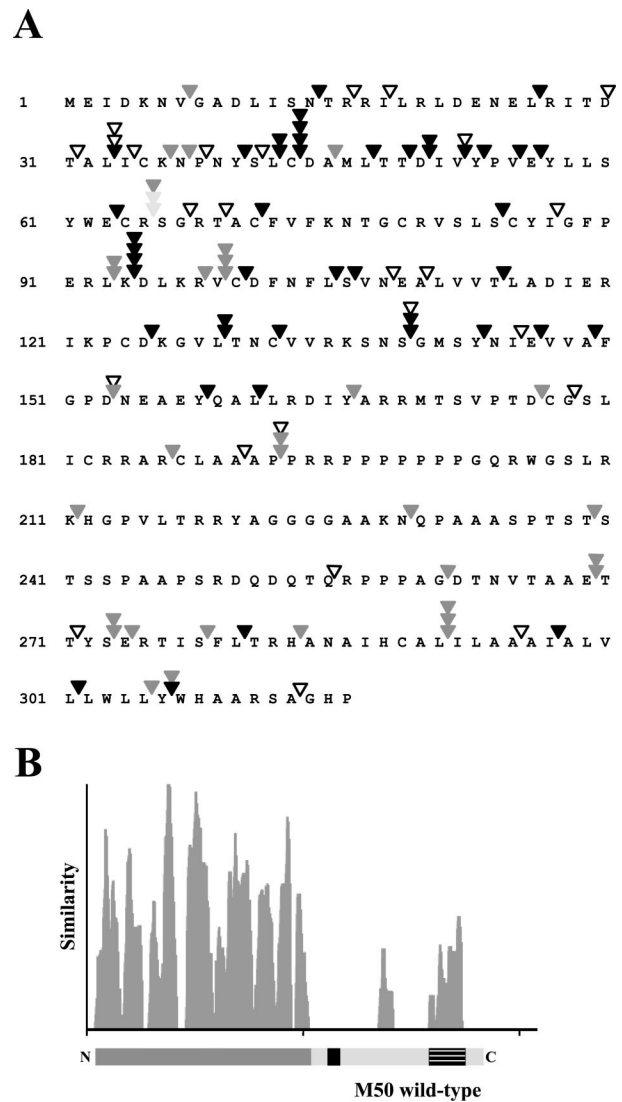 A
1 M E I D K N V G A D L I S N T R R I L R L D E N E L R I T D
31 T A L I C K N P N Y S L C D A M L T T D I V Y P V E Y L L S
61 Y W E C R S G R T A C F V F K N T G C R V S L S C Y I G F P
91 E R L K D L K R V C D F N F L S V N E A L V V T L A D I E R
121 I K P C D K G V L T N C V V R K S N S G M S Y N I E V V A F
151 G P D N E A E Y Q A L L R D I Y A R R M T S V P T D C G S L
181 I C R R A R C L A A A P P R R P P P P P P P G Q R W G S L R
211 K H G P V L T R R Y A G G G G A A K N Q P A A A S P T S T S
241 T S S P A A P S R D Q D Q T Q R P P P A G D T N V T A A E T
271 T Y S E R T I S F L T R H A N A I H C A L I L A A A I A L V
301 L L W L L Y W H A A R S A G H P
B
Similarity
N C
M50 wild-type